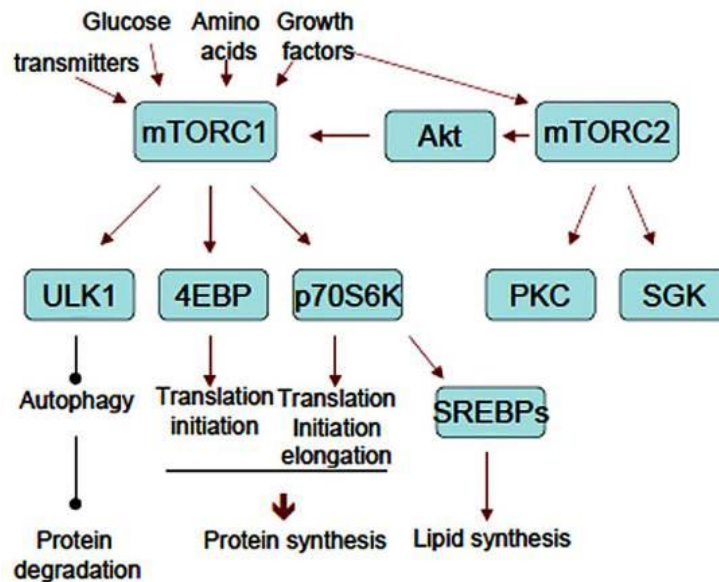 Glucose
Amino
acids
Growth
factors
transmitters
mTORC1
Akt
mTORC2
ULK1
4EBP
p70S6K
PKC
SGK
Autophagy
Translation
initiation
Translation
Initiation
elongation
SREBPs
Protein
degradation
Protein synthesis
Lipid synthesis